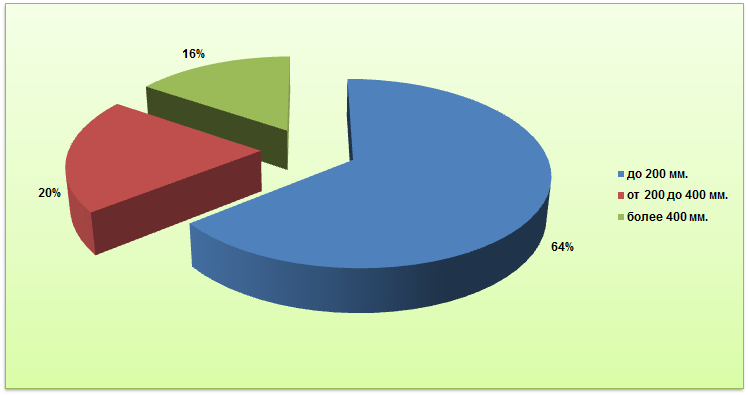 16%
20%
64%
до 200 мм.
от 200 до 400 мм.
более 400 мм.